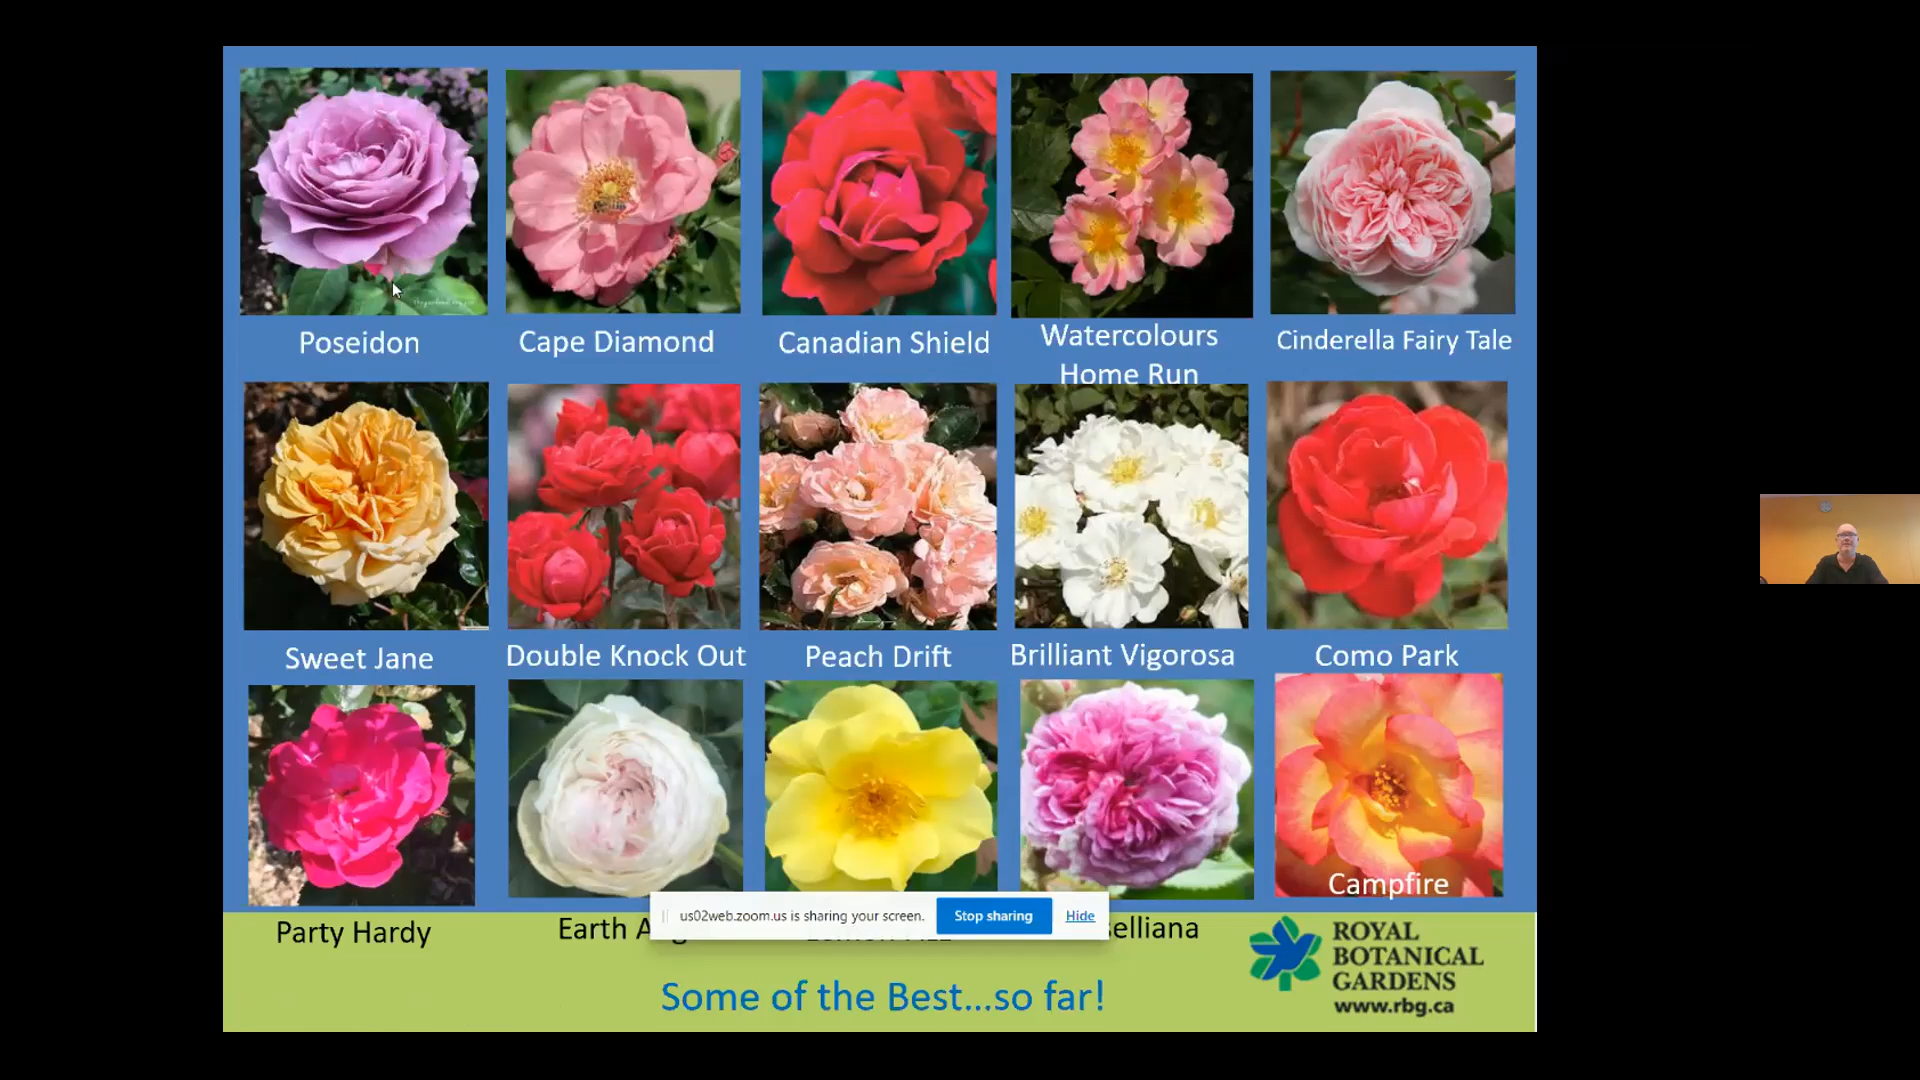 Poseidon
Cape Diamond
Canadian Shield
Watercolours
Home Run
Cinderella Fairy Tale
Sweet Jane
Double Knock Out
Peach Drift
Brilliant Vigorosa
Como Park
Campfire
Party Hardy
Earth
us02web.zoom.us is sharing your screen.
Stop sharing
Hide
elliana
ROYAL
BOTANICAL
GARDENS
www.rbg.ca
Some of the Best...so far!